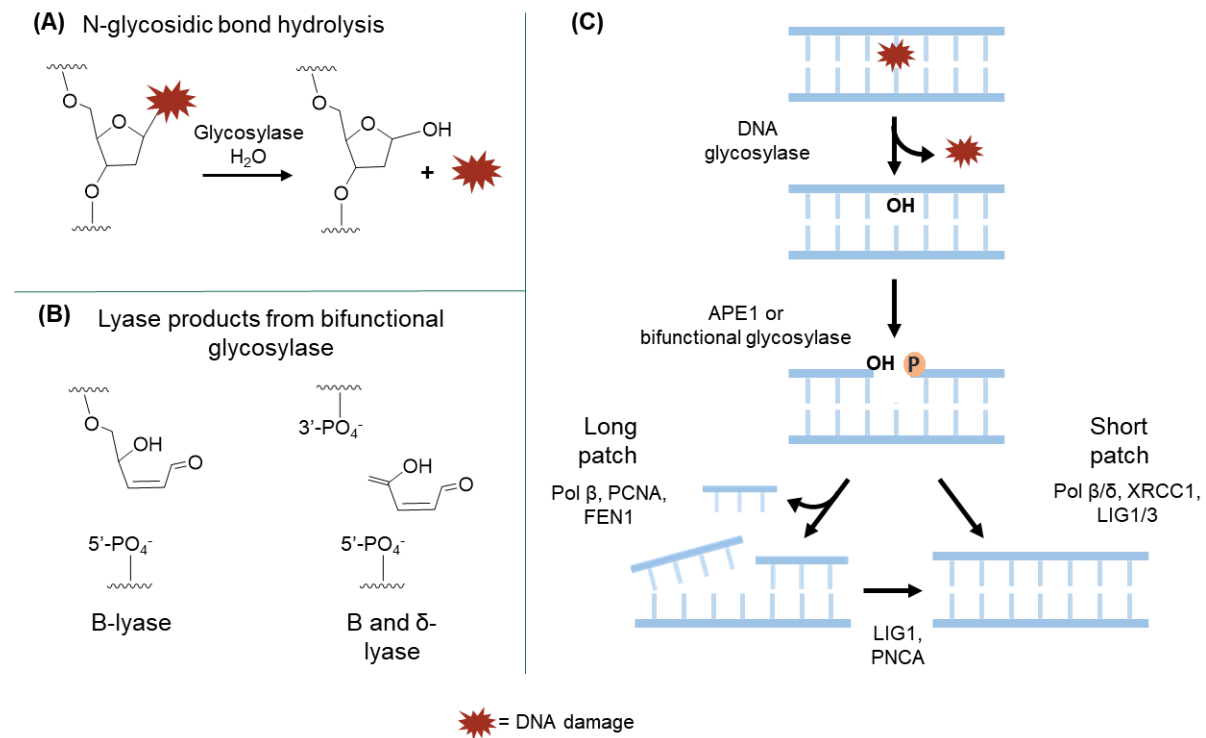 (A) N-glycosidic bond hydrolysis
O
O
O
Glycosylase
H2O
O
O
OH
O
+
(B) Lyase products from bifunctional
glycosylase
O
OH
O
5'-PO4-
B-lyase
3'-PO4-
OH
O
5'-PO4-
B and δ-
lyase
(C)
DNA
glycosylase
OH
APE1 or
bifunctional glycosylase
OH P
Long
patch
Pol β, PCNA,
FEN1
Short
patch
Pol β/δ, XRCC1,
LIG1/3
LIG1,
PNCA
= DNA damage